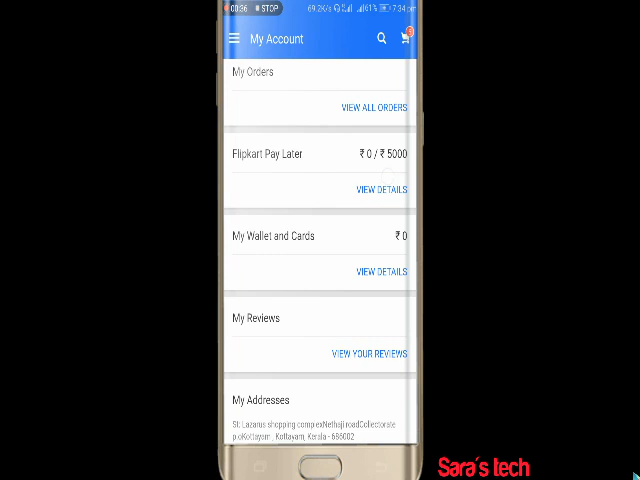 00:36 STOP 69.2K/s 61% 7:34 pm
My Account
My Orders
VIEW ALL ORDERS
Flipkart Pay Later ₹ 0 / ₹ 5000
VIEW DETAILS
My Wallet and Cards ₹ 0
VIEW DETAILS
My Reviews
VIEW YOUR REVIEWS
My Addresses
St: Lazarus shopping complexNethaji roadCollectorate
p.oKottayam , Kottayam, Kerala - 686002
Sara's tech